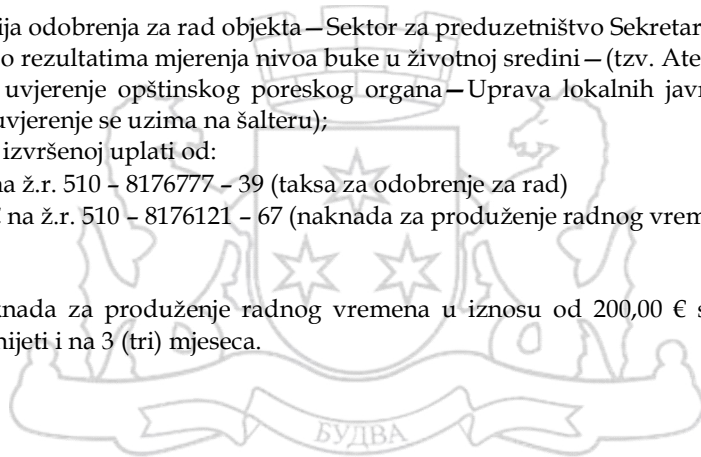 ija odobrenja za rad objekta—Sektor za preduzetništvo Sekretar
o rezultatima mjerenja nivoa buke u životnoj sredini—(tzv. Ate
uvjerenje opštinskog poreskog organa—Uprava lokalnih javr
uvjerenje se uzima na šalteru);
izvršenoj uplati od:
na ž.r. 510 – 8176777 – 39 (taksa za odobrenje za rad)
€ na ž.r. 510 – 8176121 – 67 (naknada za produženje radnog vrem
knada za produženje radnog vremena u iznosu od 200,00 € s
nijeti i na 3 (tri) mjeseca.
БУДВА